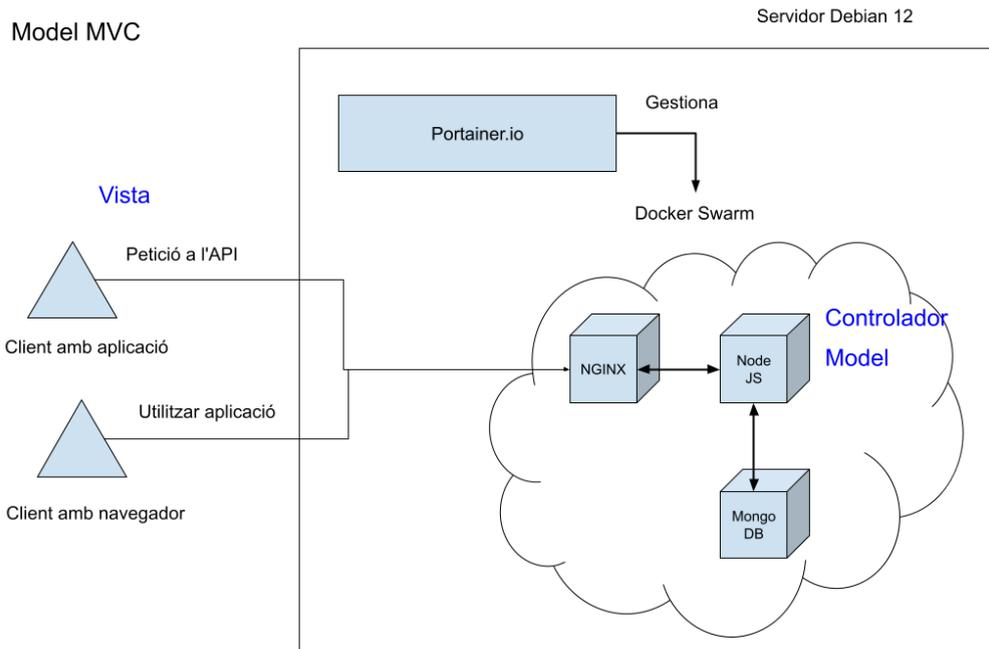 Servidor Debian 12
Model MVC
Gestiona
Portainer.io
Vista
Docker Swarm
Petició a l'API
Controlador
Client amb aplicació
Model
NGINX
Node
JS
Utilitzar aplicació
Client amb navegador
Mongo
DB